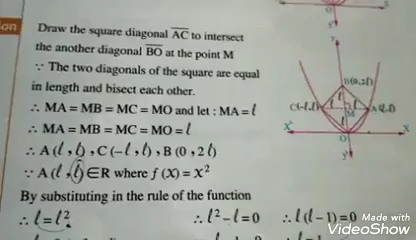 on
Draw the square diagonal AC to intersect
the another diagonal BO at the point M
∵ The two diagonals of the square are equal
in length and bisect each other.
∴ MA = MB = MC = MO and let : MA = l
∴ MA = MB = MC = MO = l
∴ A (l , l) , C (−l , l) , B (0 , 2l)
∵ A (l , l) ∈ R where f (X) = X²
By substituting in the rule of the function
∴ l = l² ∴ l² − l = 0 ∴ l (l − 1) = 0
B(0,2l)
C(-l,l)
A(l,l)
M
O
Made with
VideoShow